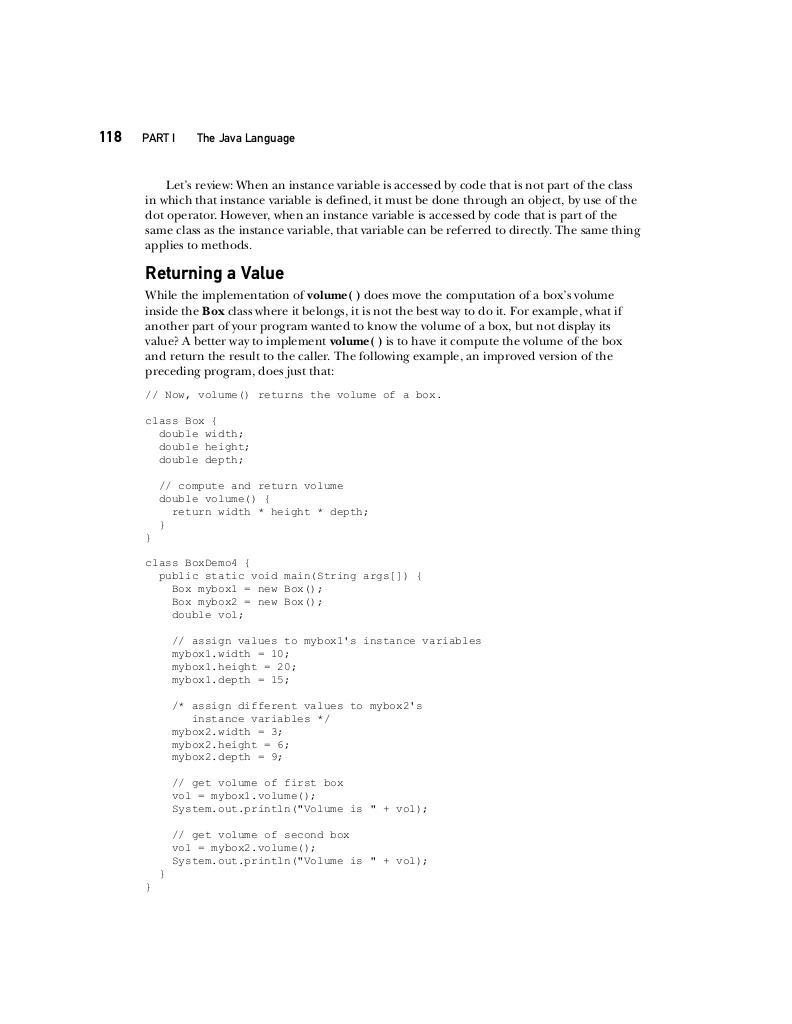 118 PART I The Java Language
Let's review: When an instance variable is accessed by code that is not part of the class
in which that instance variable is defined, it must be done through an object, by use of the
dot operator. However, when an instance variable is accessed by code that is part of the
same class as the instance variable, that variable can be referred to directly. The same thing
applies to methods.
Returning a Value
While the implementation of volume( ) does move the computation of a box's volume
inside the Box class where it belongs, it is not the best way to do it. For example, what if
another part of your program wanted to know the volume of a box, but not display its
value? A better way to implement volume( ) is to have it compute the volume of the box
and return the result to the caller. The following example, an improved version of the
preceding program, does just that:
// Now, volume() returns the volume of a box.
class Box {
  double width;
  double height;
  double depth;
  // compute and return volume
  double volume() {
    return width * height * depth;
  }
}
class BoxDemo4 {
  public static void main(String args[]) {
    Box mybox1 = new Box();
    Box mybox2 = new Box();
    double vol;
    // assign values to mybox1's instance variables
    mybox1.width = 10;
    mybox1.height = 20;
    mybox1.depth = 15;
    /* assign different values to mybox2's
       instance variables */
    mybox2.width = 3;
    mybox2.height = 6;
    mybox2.depth = 9;
    // get volume of first box
    vol = mybox1.volume();
    System.out.println("Volume is " + vol);
    // get volume of second box
    vol = mybox2.volume();
    System.out.println("Volume is " + vol);
  }
}